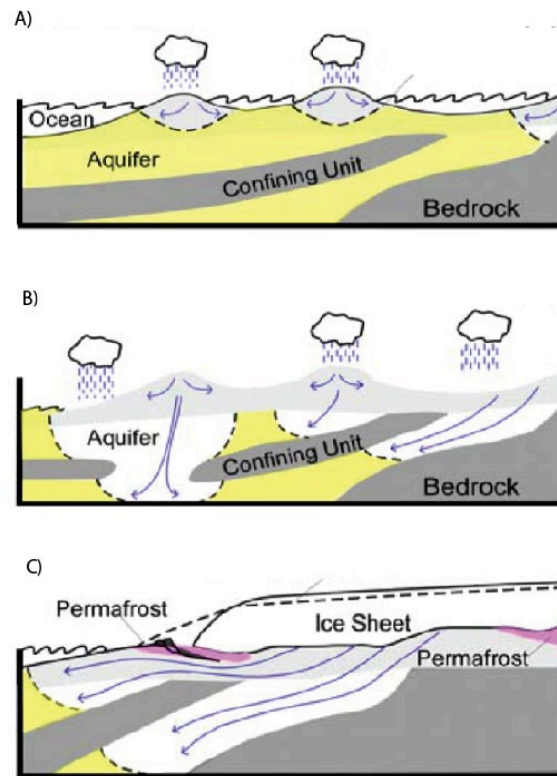 A)
Ocean
Aquifer
Confining Unit
Bedrock
B)
Aquifer
Confining Unit
Bedrock
C)
Permafrost
Ice Sheet
Permafrost